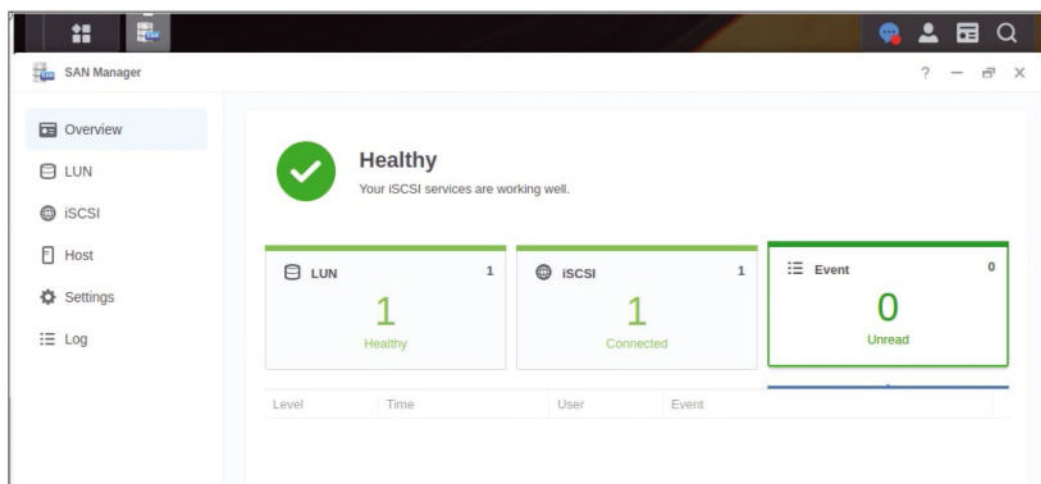 SAN Manager
?
Overview
LUN
iSCSI
Host
Settings
Log
Healthy
Your iSCSI services are working well.
LUN 1
1
Healthy
iSCSI 1
1
Connected
Event 0
0
Unread
Level Time User Event